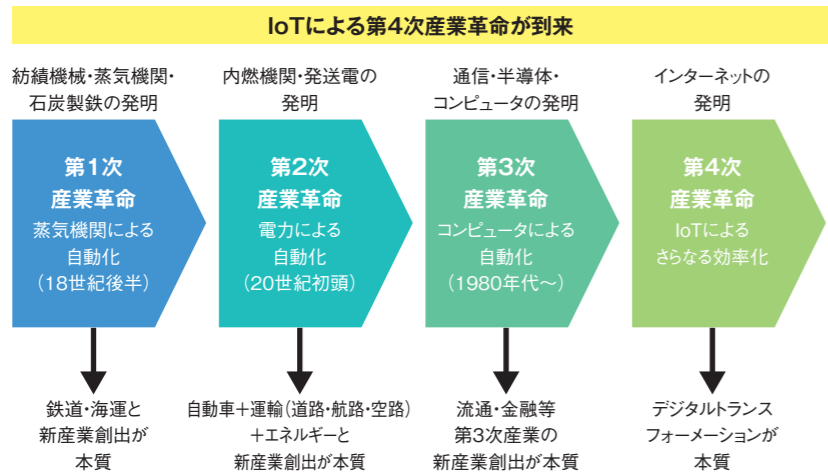 IoTによる第4次産業革命が到来
紡績機械・蒸気機関・
石炭製鉄の発明
内燃機関・発送電の
発明
通信・半導体・
コンピュータの発明
インターネットの
発明
第1次
産業革命
蒸気機関による
自動化
（18世紀後半）
第2次
産業革命
電力による
自動化
（20世紀初頭）
第3次
産業革命
コンピュータによる
自動化
（1980年代〜）
第4次
産業革命
IoTによる
さらなる効率化
鉄道・海運と
新産業創出が
本質
自動車＋運輸（道路・航路・空路）
＋エネルギーと
新産業創出が本質
流通・金融等
第3次産業の
新産業創出が本質
デジタルトランス
フォーメーションが
本質